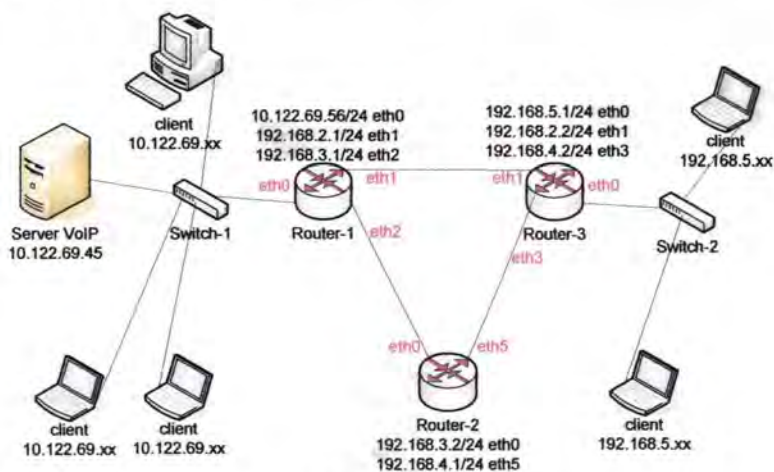 client
10.122.69.xx
10.122.69.56/24 eth0
192.168.2.1/24 eth1
192.168.3.1/24 eth2
192.168.5.1/24 eth0
192.168.2.2/24 eth1
192.168.4.2/24 eth3
client
192.168.5.xx
eth0
eth1
eth1
eth0
Server VoIP
10.122.69.45
Switch-1
Router-1
Router-3
Switch-2
eth2
eth3
eth0
eth5
client
10.122.69.xx
client
10.122.69.xx
Router-2
192.168.3.2/24 eth0
192.168.4.1/24 eth5
client
192.168.5.xx